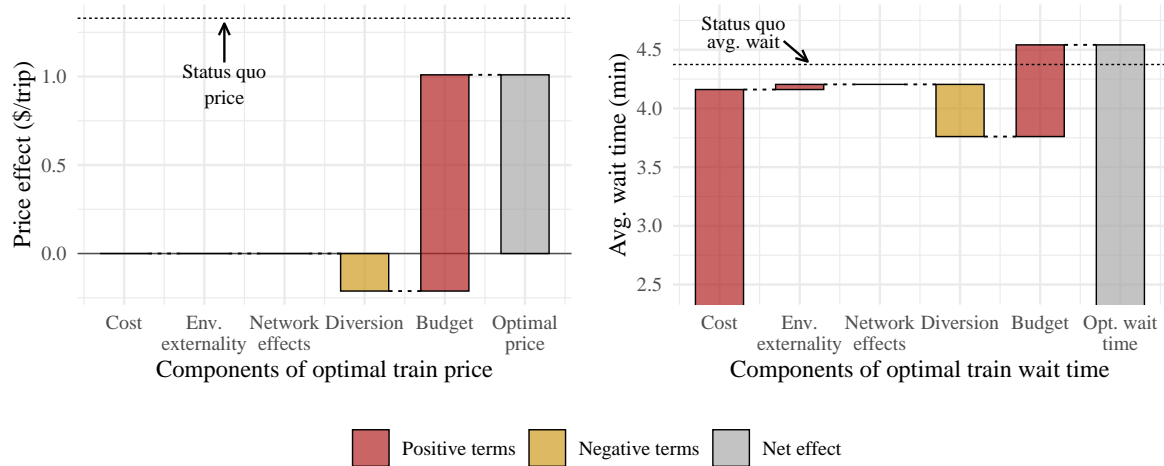 Price effect ($/trip)
1.0
0.5
0.0
Status quo
price
Cost
Env.
externality
Network
effects
Diversion
Budget
Optimal
price
Components of optimal train price
Avg. wait time (min)
4.5
4.0
3.5
3.0
2.5
Status quo
avg. wait
Cost
Env.
externality
Network
effects
Diversion
Budget
Opt. wait
time
Components of optimal train wait time
Positive terms
Negative terms
Net effect